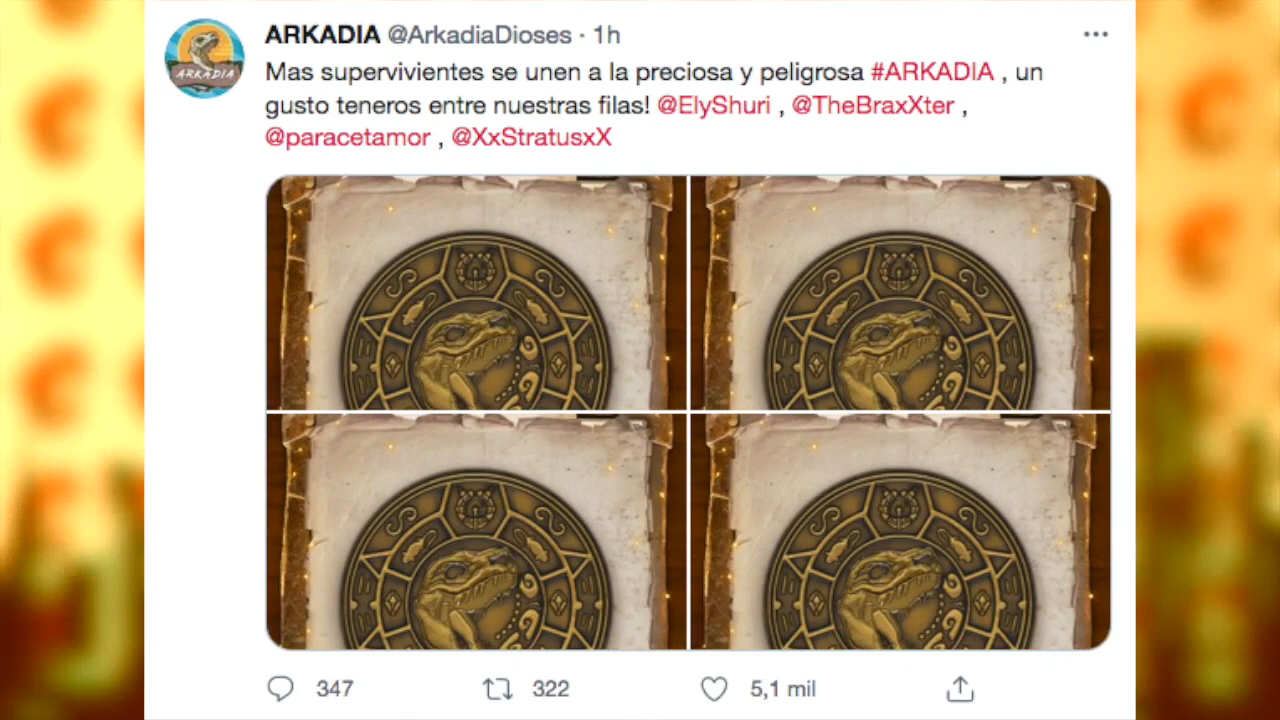 ARKADIA @ArkadiaDioses · 1h
Mas supervivientes se unen a la preciosa y peligrosa #ARKADIA , un
gusto teneros entre nuestras filas! @ElyShuri , @TheBraxXter ,
@paracetamor , @XxStratusxX
ARKADIA
347 322 5,1 mil